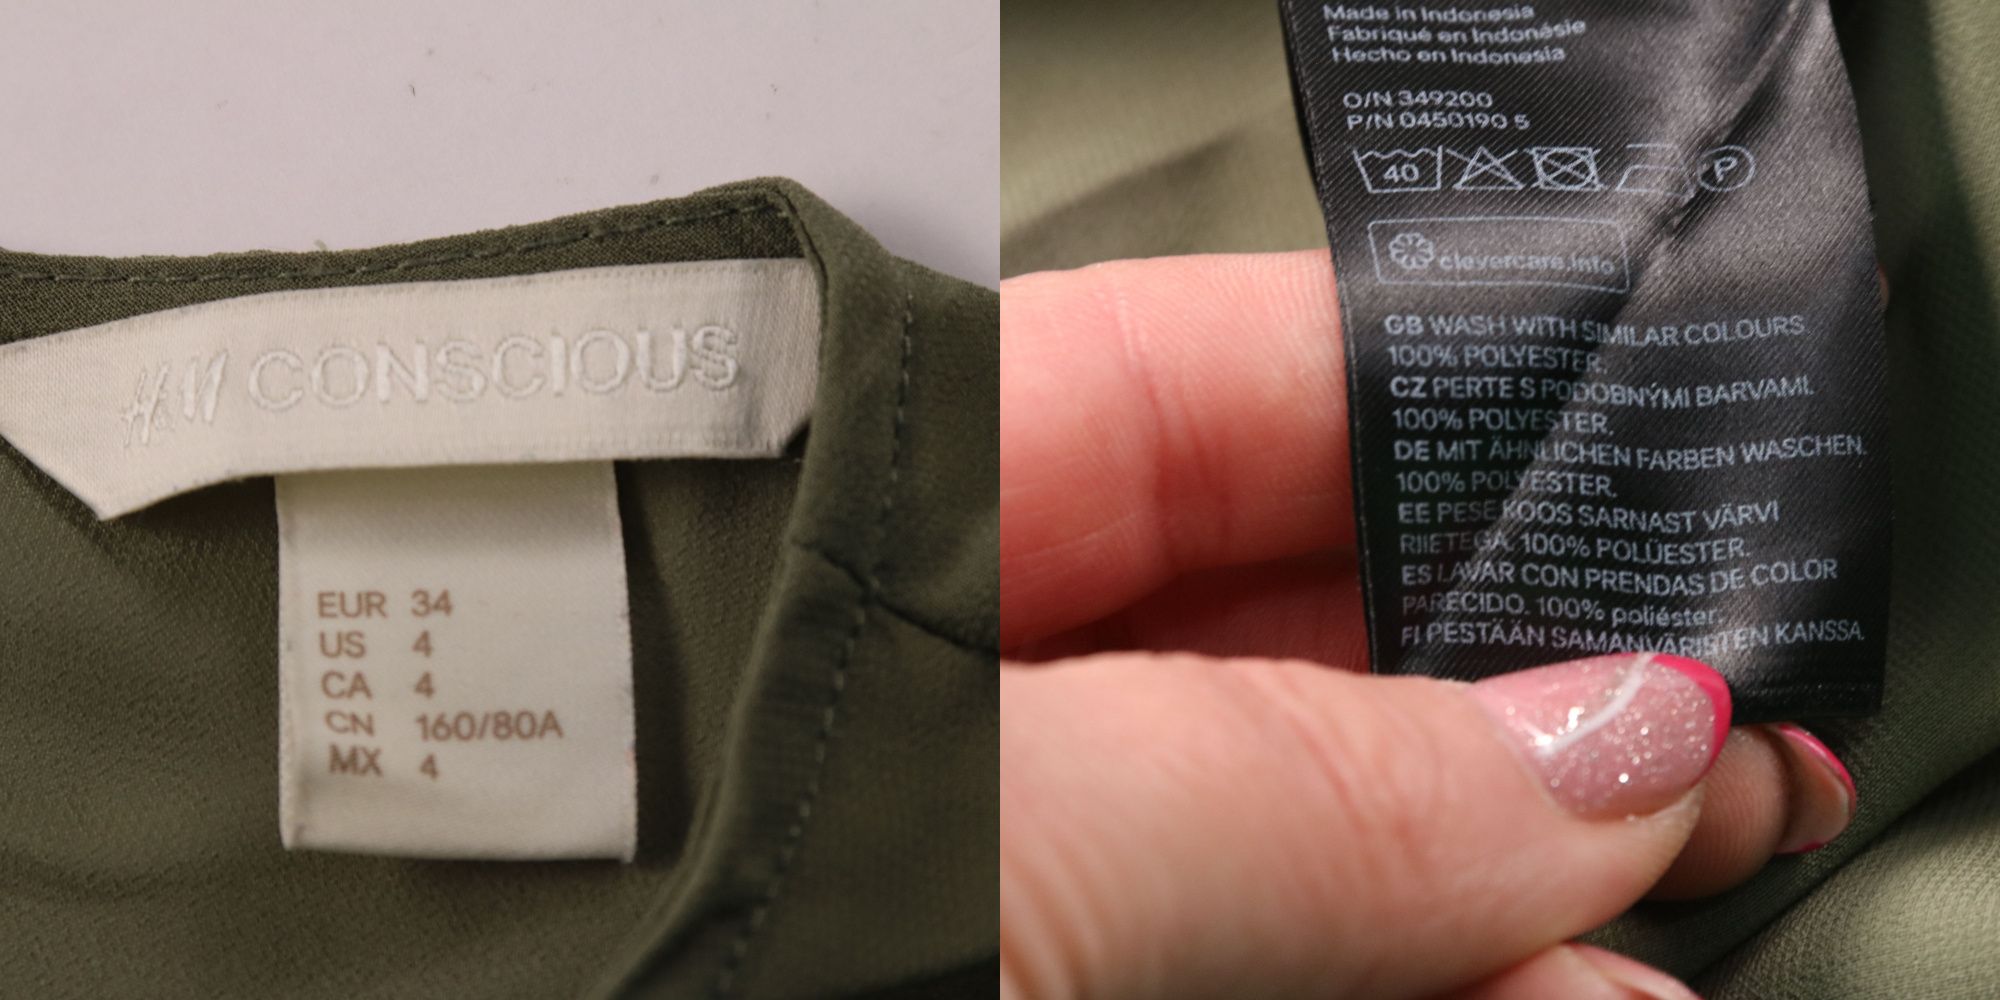 H&M CONSCIOUS
EUR 34
US 4
CA 4
CN 160/80A
MX 4
Made in Indonesia
Fabriqué en Indonésie
Hecho en Indonesia
O/N 349200
P/N 0450190 5
40 P
clevercare.info
GB WASH WITH SIMILAR COLOURS.
100% POLYESTER.
CZ PERTE S PODOBNÝMI BARVAMI.
100% POLYESTER.
DE MIT ÄHNLICHEN FARBEN WASCHEN.
100% POLYESTER.
EE PESE KOOS SARNAST VÄRVI
RIIETEGA. 100% POLÜESTER.
ES LAVAR CON PRENDAS DE COLOR
PARECIDO. 100% poliéster.
FI PESTÄÄN SAMANVÄRISTEN KANSSA.